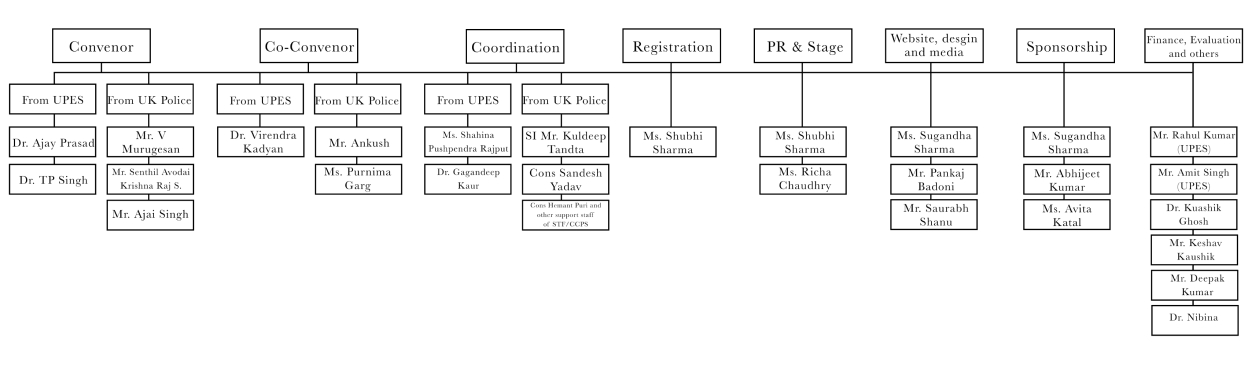 Convenor
Co-Convenor
Coordination
Registration
PR & Stage
Website, desgin
and media
Sponsorship
Finance, Evaluation
and others
From UPES
From UK Police
From UPES
From UK Police
From UPES
From UK Police
Dr. Ajay Prasad
Dr. TP Singh
Mr. V
Murugesan
Mr. Senthil Avodai
Krishna Raj S.
Mr. Ajai Singh
Dr. Virendra
Kadyan
Mr. Ankush
Ms. Purnima
Garg
Ms. Shahina
Pushpendra Rajput
Dr. Gagandeep
Kaur
SI Mr. Kuldeep
Tandta
Cons Sandesh
Yadav
Cons Hemant Puri and
other support staff
of STF/CCPS
Ms. Shubhi
Sharma
Ms. Shubhi
Sharma
Ms. Richa
Chaudhry
Ms. Sugandha
Sharma
Mr. Pankaj
Badoni
Mr. Saurabh
Shanu
Ms. Sugandha
Sharma
Mr. Abhijeet
Kumar
Ms. Avita
Katal
Mr. Rahul Kumar
(UPES)
Mr. Amit Singh
(UPES)
Dr. Kuashik
Ghosh
Mr. Keshav
Kaushik
Mr. Deepak
Kumar
Dr. Nibina